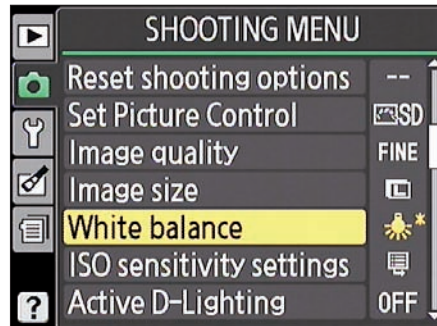 SHOOTING MENU
Reset shooting options --
Set Picture Control SD
Image quality FINE
Image size L
White balance *
ISO sensitivity settings
Active D-Lighting OFF
?